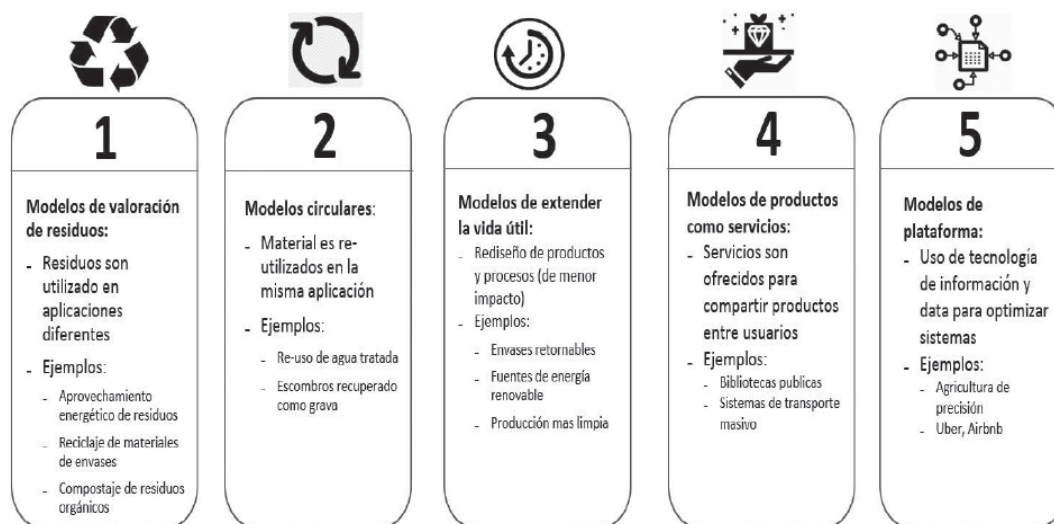 1
Modelos de valoración
de residuos:
- Residuos son
utilizado en
aplicaciones
diferentes
- Ejemplos:
- Aprovechamiento
energético de residuos
- Reciclaje de materiales
de envases
- Compostaje de residuos
orgánicos
2
Modelos circulares:
- Material es re-
utilizados en la
misma aplicación
- Ejemplos:
- Re-uso de agua tratada
- Escombros recuperado
como grava
3
Modelos de extender
la vida útil:
- Rediseño de productos
y procesos (de menor
impacto)
- Ejemplos:
- Envases retornables
- Fuentes de energía
renovable
- Producción mas limpia
4
Modelos de productos
como servicios:
- Servicios son
ofrecidos para
compartir productos
entre usuarios
- Ejemplos:
- Bibliotecas publicas
- Sistemas de transporte
masivo
5
Modelos de
plataforma:
- Uso de tecnología
de información y
data para optimizar
sistemas
- Ejemplos:
- Agricultura de
precisión
- Uber, Airbnb